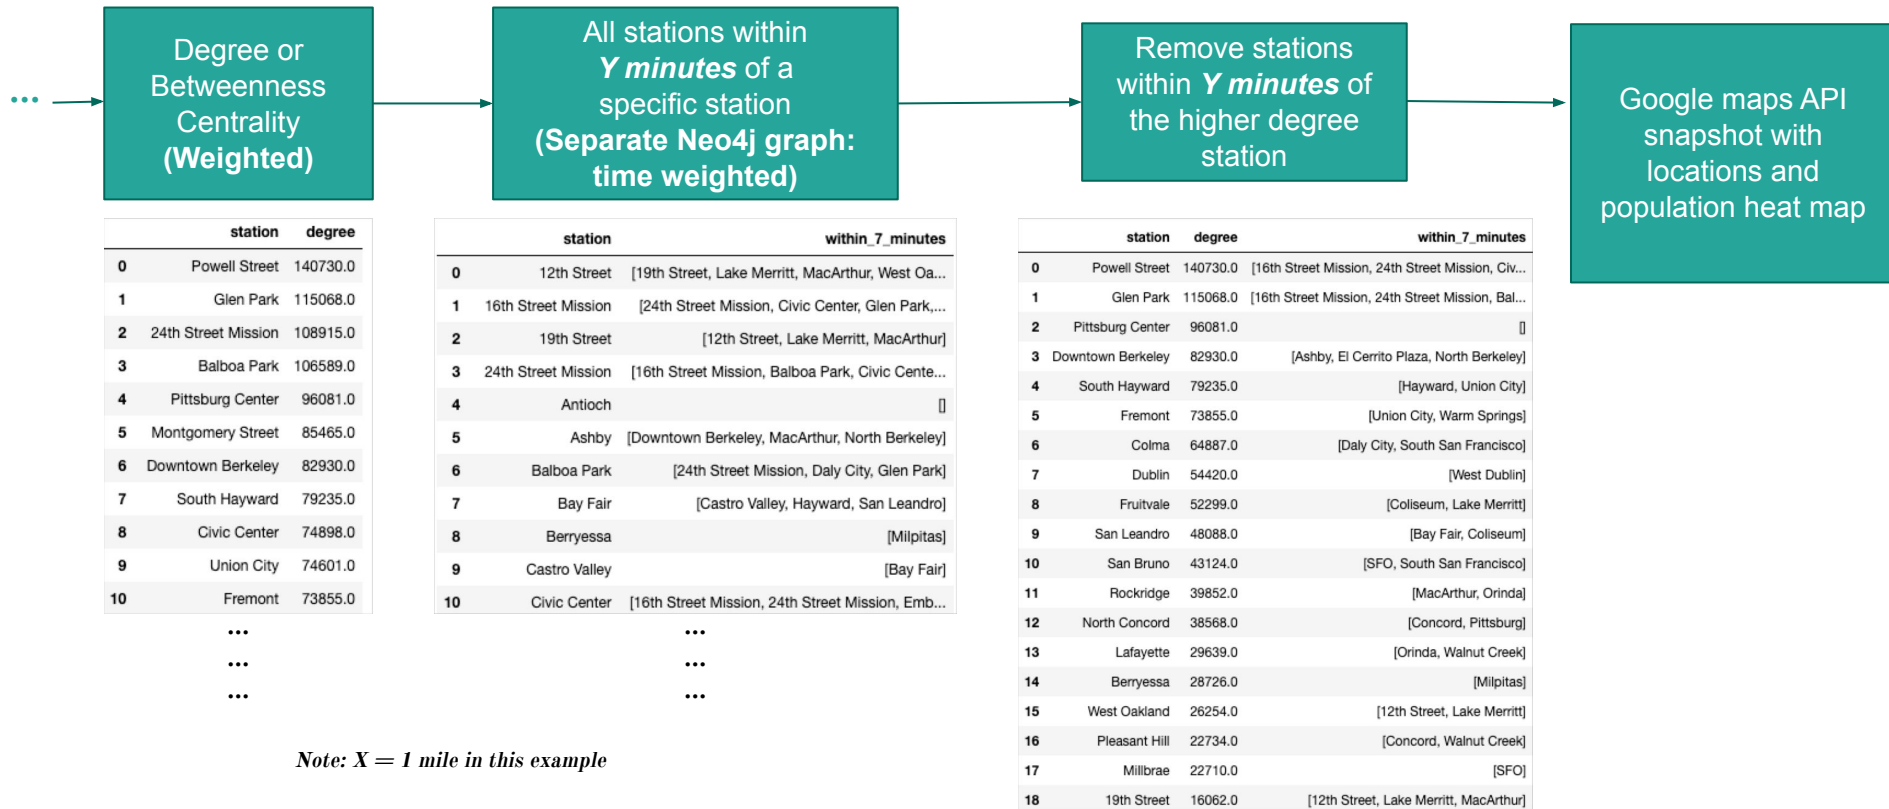 ...
Degree or
Betweenness
Centrality
(Weighted)
All stations within
Y minutes of a
specific station
(Separate Neo4j graph:
time weighted)
Remove stations
within Y minutes of
the higher degree
station
Google maps API
snapshot with
locations and
population heat map
station degree
0 Powell Street 140730.0
1 Glen Park 115068.0
2 24th Street Mission 108915.0
3 Balboa Park 106589.0
4 Pittsburg Center 96081.0
5 Montgomery Street 85465.0
6 Downtown Berkeley 82930.0
7 South Hayward 79235.0
8 Civic Center 74898.0
9 Union City 74601.0
10 Fremont 73855.0
...
...
...
station within_7_minutes
0 12th Street [19th Street, Lake Merritt, MacArthur, West Oa...
1 16th Street Mission [24th Street Mission, Civic Center, Glen Park,...
2 19th Street [12th Street, Lake Merritt, MacArthur]
3 24th Street Mission [16th Street Mission, Balboa Park, Civic Cente...
4 Antioch []
5 Ashby [Downtown Berkeley, MacArthur, North Berkeley]
6 Balboa Park [24th Street Mission, Daly City, Glen Park]
7 Bay Fair [Castro Valley, Hayward, San Leandro]
8 Berryessa [Milpitas]
9 Castro Valley [Bay Fair]
10 Civic Center [16th Street Mission, 24th Street Mission, Emb...
...
...
...
station degree within_7_minutes
0 Powell Street 140730.0 [16th Street Mission, 24th Street Mission, Civ...
1 Glen Park 115068.0 [16th Street Mission, 24th Street Mission, Bal...
2 Pittsburg Center 96081.0 []
3 Downtown Berkeley 82930.0 [Ashby, El Cerrito Plaza, North Berkeley]
4 South Hayward 79235.0 [Hayward, Union City]
5 Fremont 73855.0 [Union City, Warm Springs]
6 Colma 64887.0 [Daly City, South San Francisco]
7 Dublin 54420.0 [West Dublin]
8 Fruitvale 52299.0 [Coliseum, Lake Merritt]
9 San Leandro 48088.0 [Bay Fair, Coliseum]
10 San Bruno 43124.0 [SFO, South San Francisco]
11 Rockridge 39852.0 [MacArthur, Orinda]
12 North Concord 38568.0 [Concord, Pittsburg]
13 Lafayette 29639.0 [Orinda, Walnut Creek]
14 Berryessa 28726.0 [Milpitas]
15 West Oakland 26254.0 [12th Street, Lake Merritt]
16 Pleasant Hill 22734.0 [Concord, Walnut Creek]
17 Millbrae 22710.0 [SFO]
18 19th Street 16062.0 [12th Street, Lake Merritt, MacArthur]
Note: X = 1 mile in this example